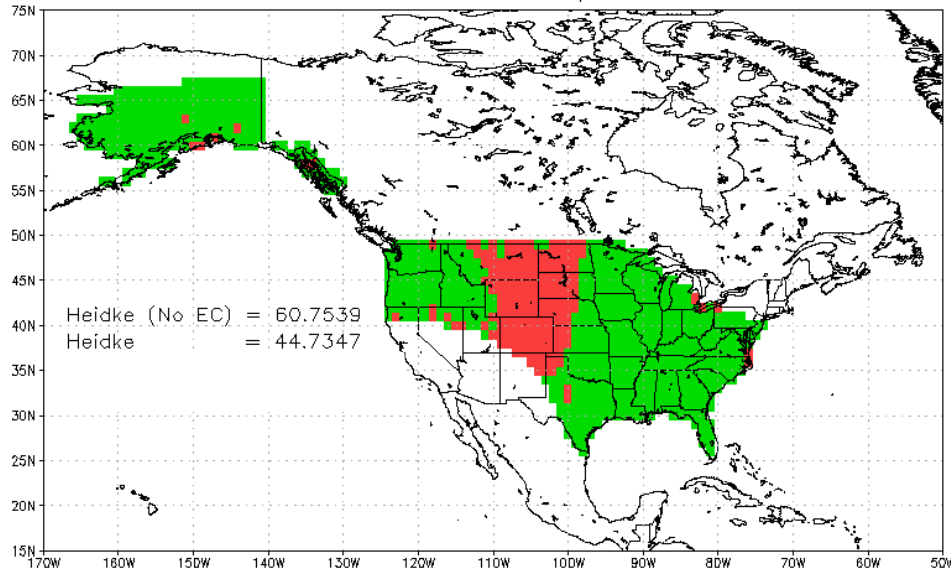 75N
70N
65N
60N
55N
50N
45N
40N
35N
30N
25N
20N
15N
Heidke (No EC) = 60.7539
Heidke = 44.7347
170W 160W 150W 140W 130W 120W 110W 100W 90W 80W 70W 60W 50W